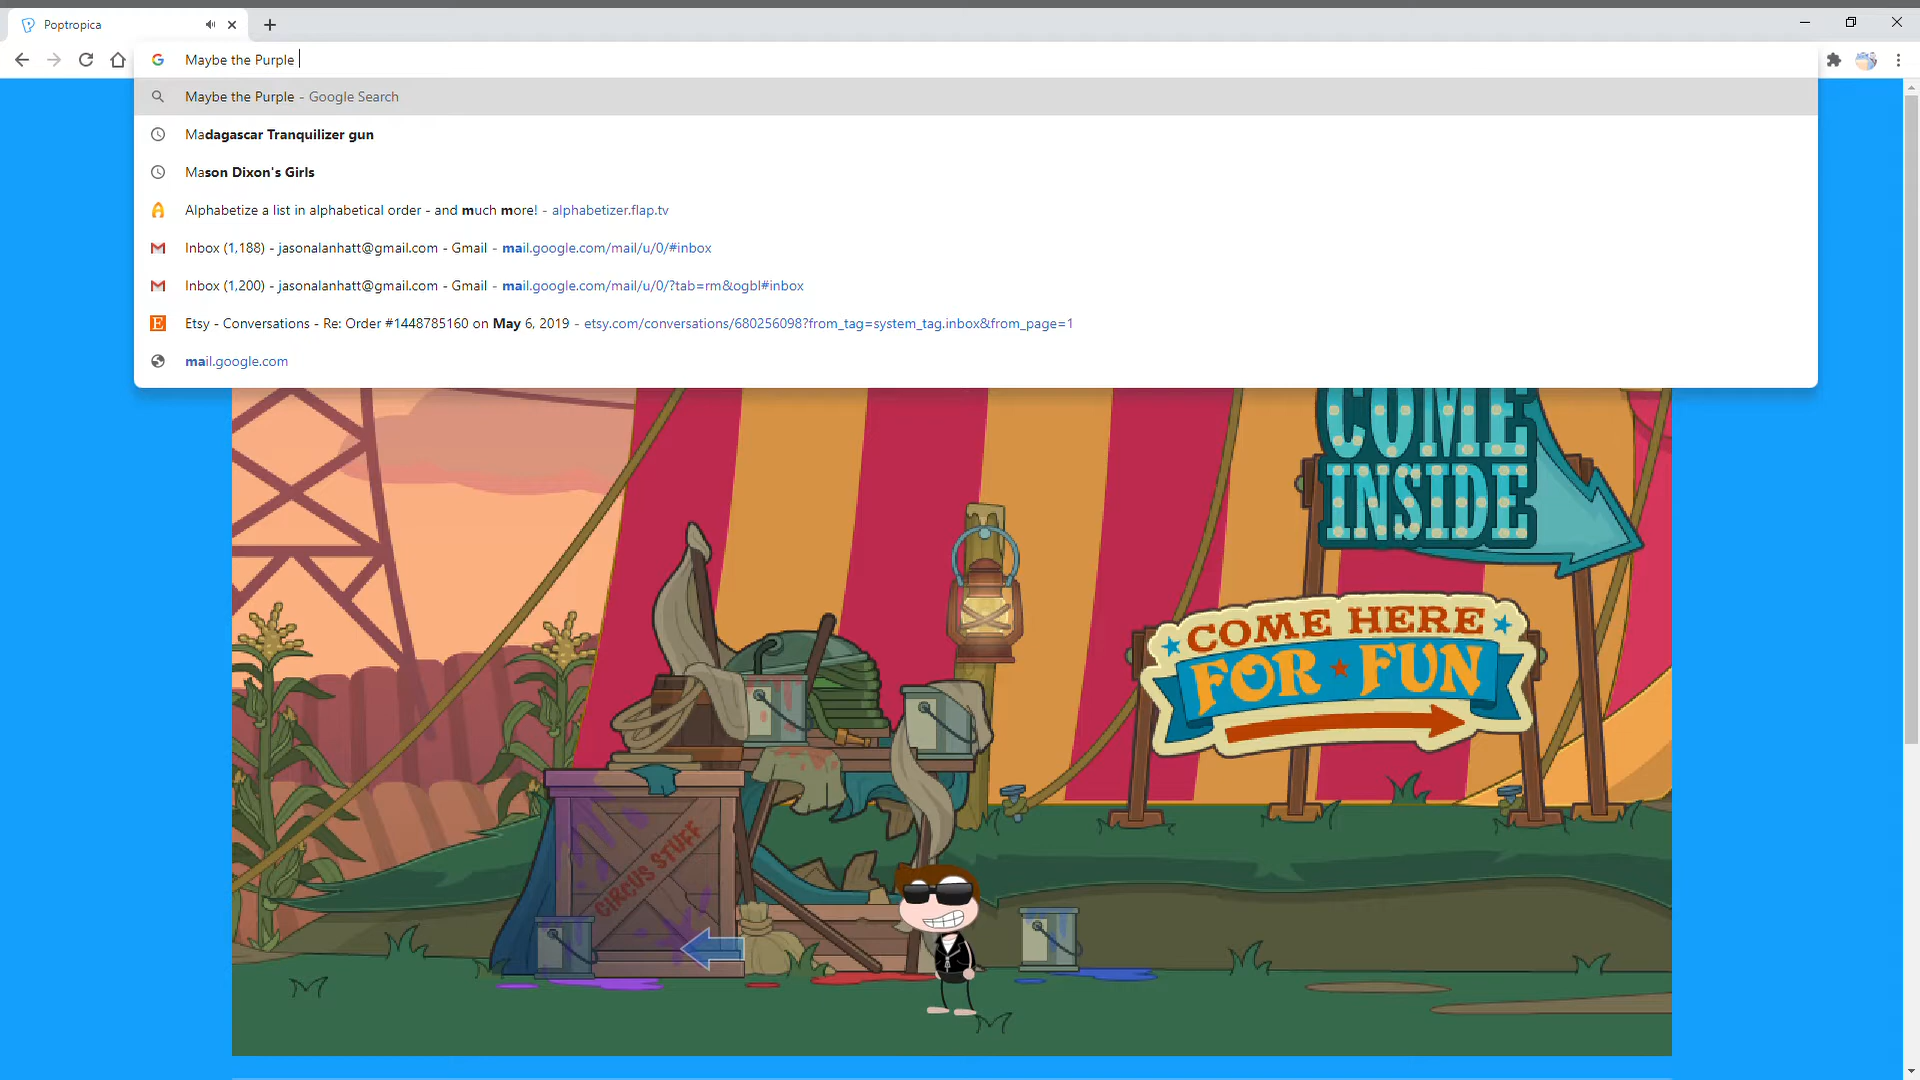 Poptropica
Maybe the Purple
Maybe the Purple - Google Search
Madagascar Tranquilizer gun
Mason Dixon's Girls
Alphabetize a list in alphabetical order - and much more! - alphabetizer.flap.tv
Inbox (1,188) - jasonalanhatt@gmail.com - Gmail - mail.google.com/mail/u/0/#inbox
Inbox (1,200) - jasonalanhatt@gmail.com - Gmail - mail.google.com/mail/u/0/?tab=rm&ogbl#inbox
Etsy - Conversations - Re: Order #1448785160 on May 6, 2019 - etsy.com/conversations/680256098?from_tag=system_tag.inbox&from_page=1
mail.google.com
COME
INSIDE
COME HERE
FOR FUN
CIRCUS STUFF